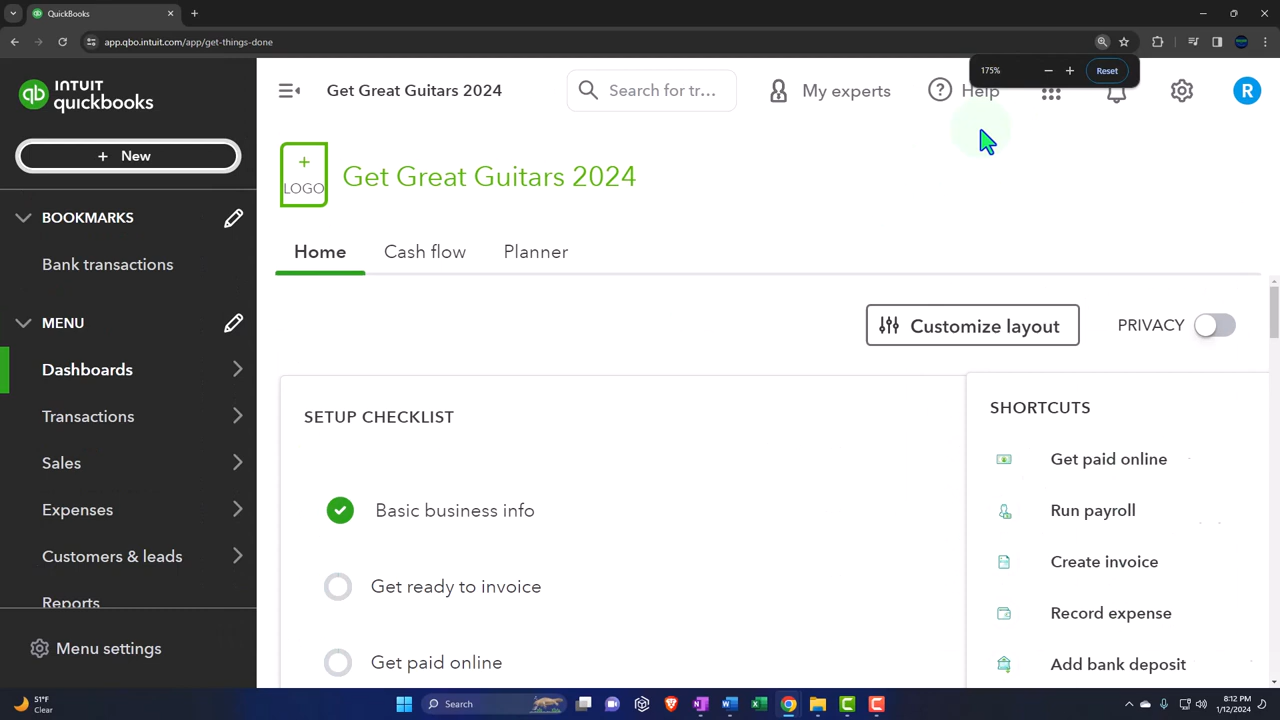 QuickBooks
app.qbo.intuit.com/app/get-things-done
175%
Reset
INTUIT
quickbooks
qb
Get Great Guitars 2024
Search for tr...
My experts
Help
R
+ New
+
LOGO
Get Great Guitars 2024
BOOKMARKS
Bank transactions
Home
Cash flow
Planner
MENU
Customize layout
PRIVACY
Dashboards
Transactions
Sales
Expenses
Customers & leads
Reports
Menu settings
SETUP CHECKLIST
Basic business info
Get ready to invoice
Get paid online
SHORTCUTS
Get paid online
Run payroll
Create invoice
Record expense
Add bank deposit
51°F
Clear
Search
8:12 PM
1/12/2024